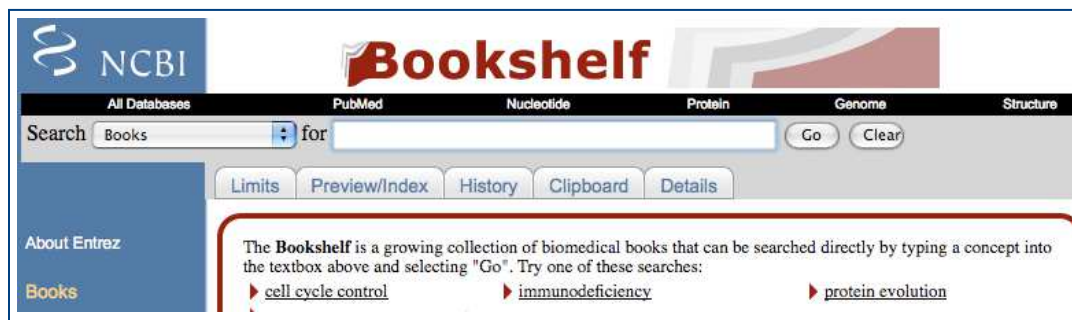 NCBI
Bookshelf
All Databases PubMed Nucleotide Protein Genome Structure
Search Books for Go Clear
Limits Preview/Index History Clipboard Details
About Entrez
Books
The Bookshelf is a growing collection of biomedical books that can be searched directly by typing a concept into
the textbox above and selecting "Go". Try one of these searches:
cell cycle control immunodeficiency protein evolution